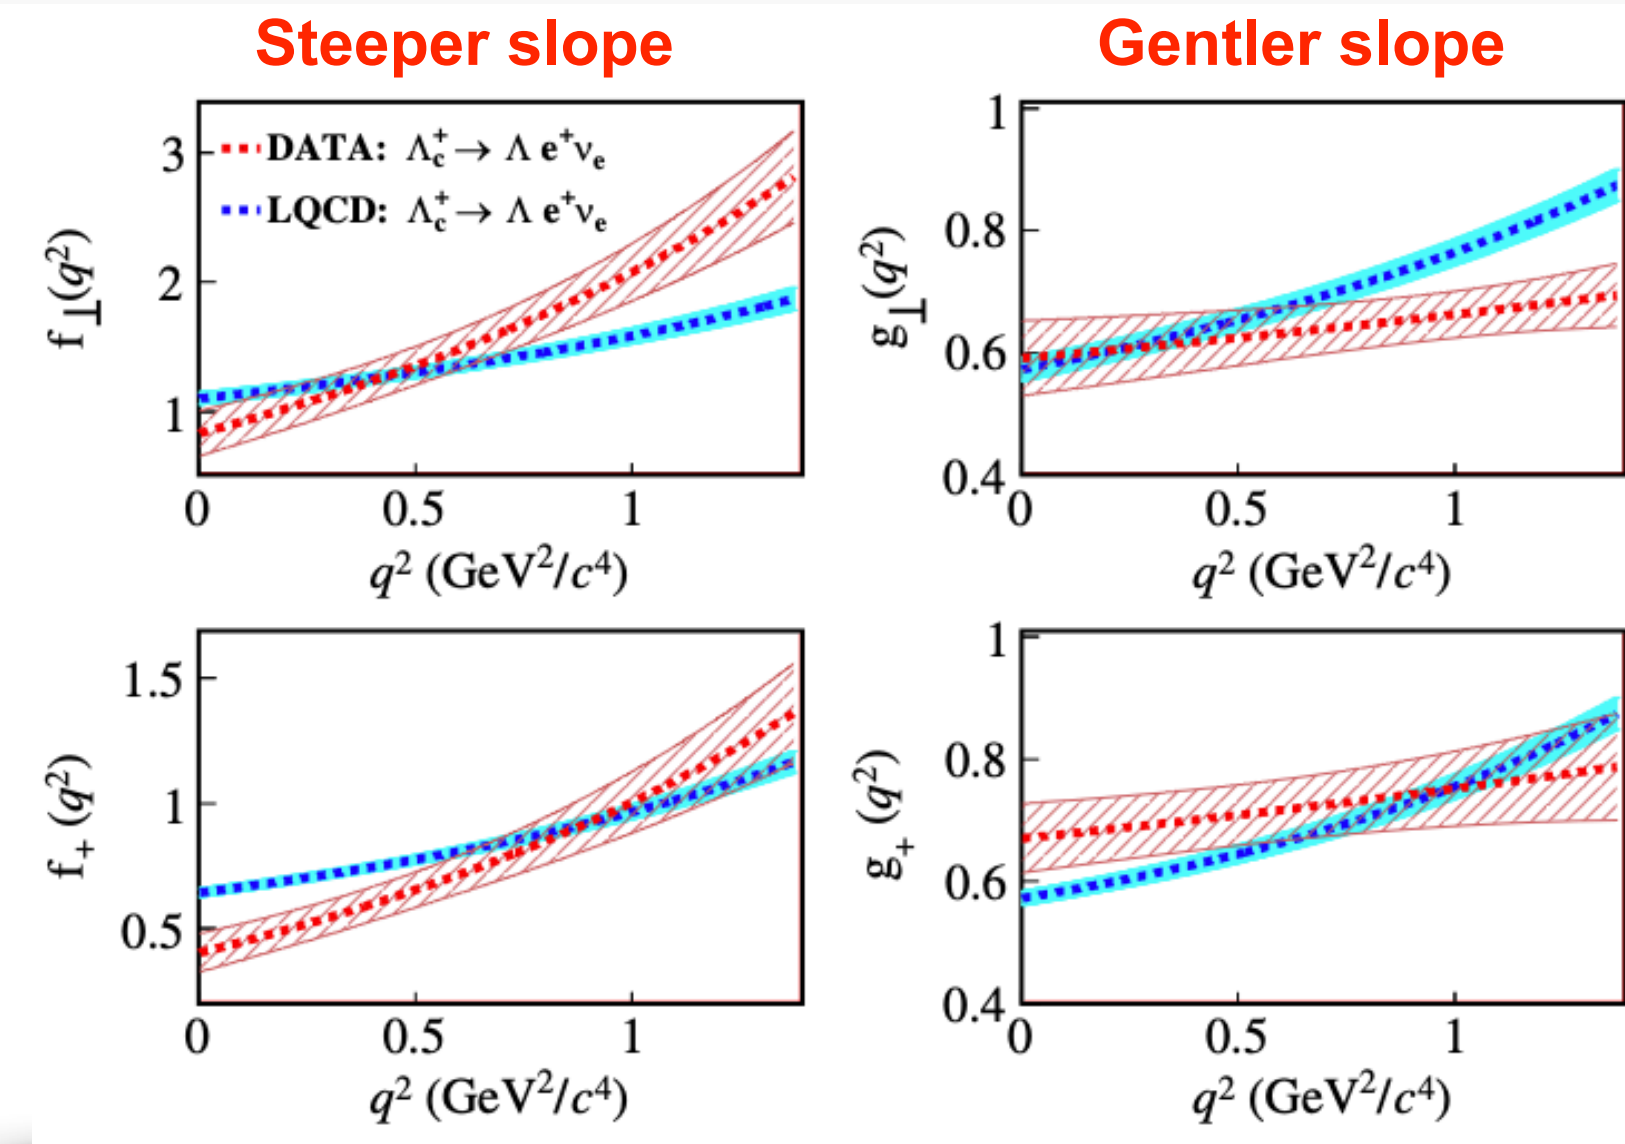 Steeper slope
Gentler slope
DATA: Λc+ → Λ e+νe
LQCD: Λc+ → Λ e+νe
f⊥(q2)
3
2
1
0 0.5 1
q2 (GeV2/c4)
g⊥(q2)
1
0.8
0.6
0.4
0 0.5 1
q2 (GeV2/c4)
f+ (q2)
1.5
1
0.5
0 0.5 1
q2 (GeV2/c4)
g+ (q2)
1
0.8
0.6
0.4
0 0.5 1
q2 (GeV2/c4)